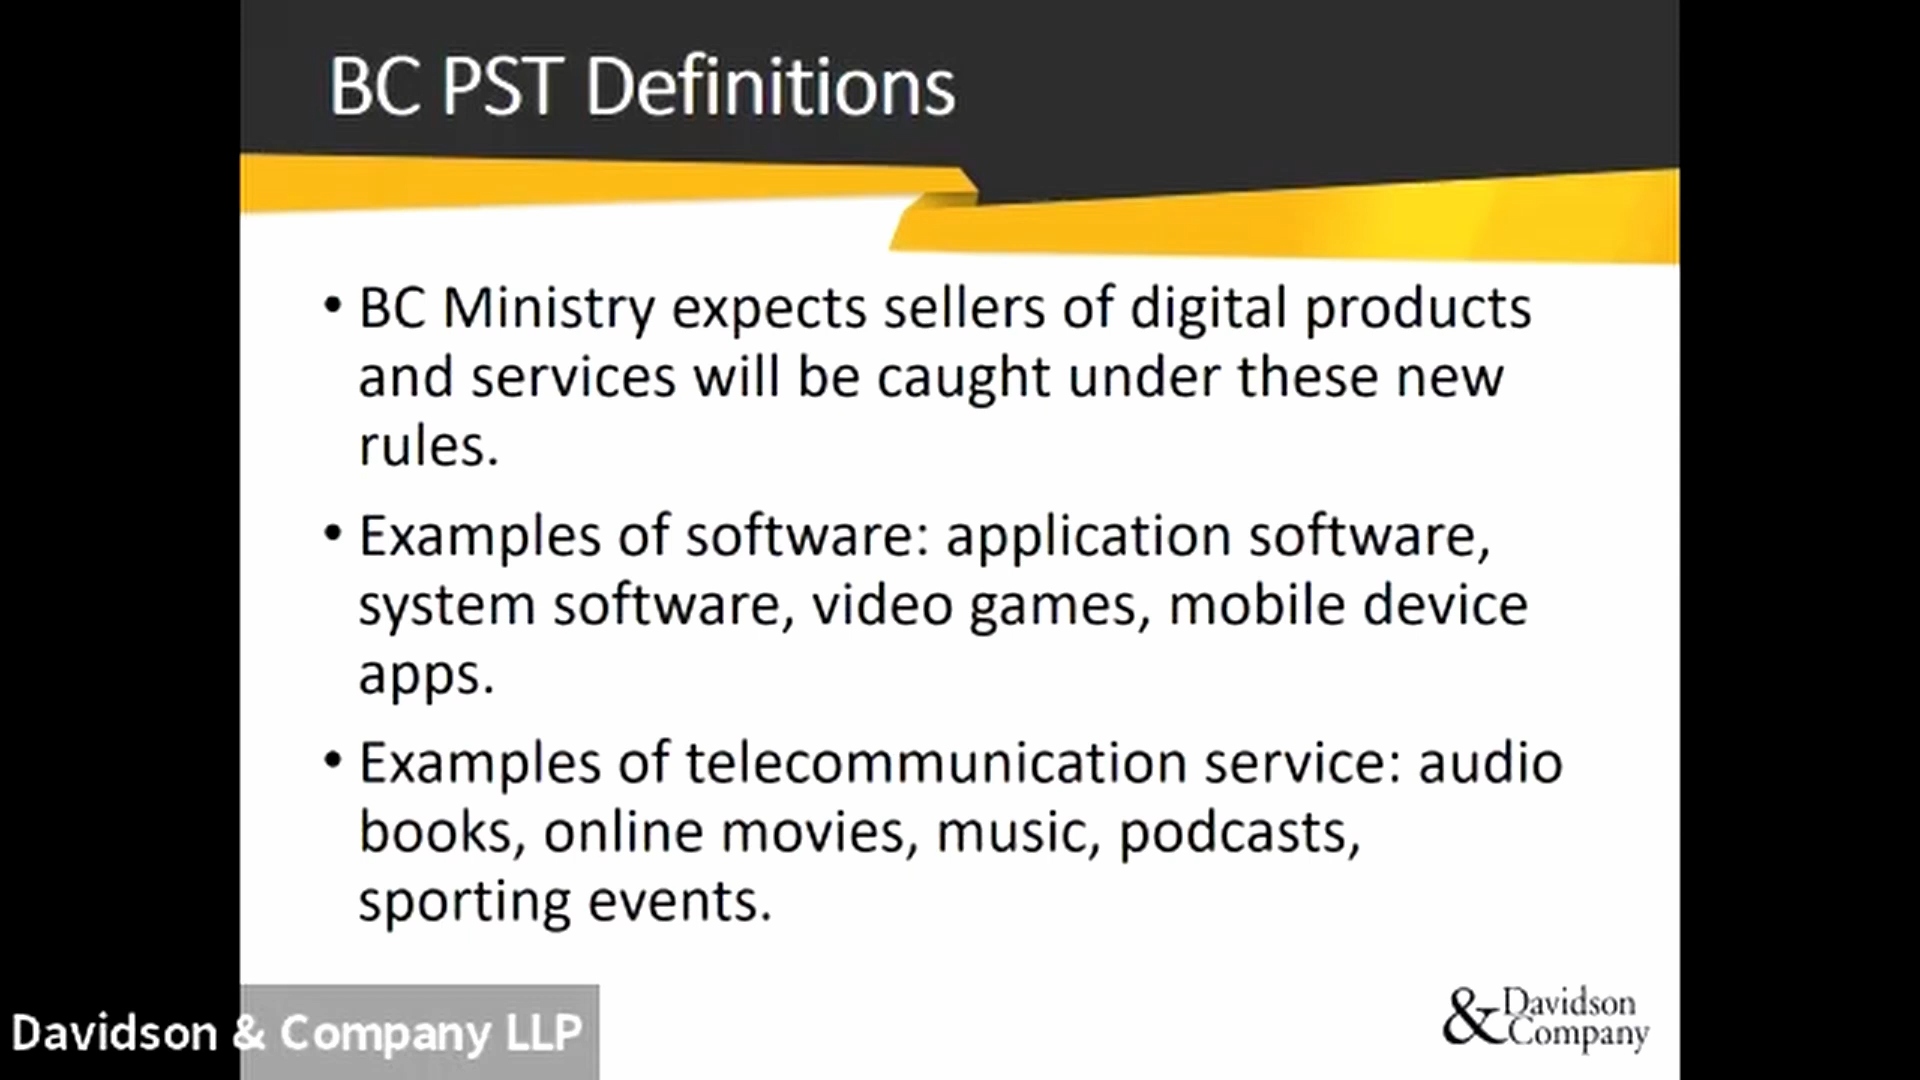 BC PST Definitions
• BC Ministry expects sellers of digital products
and services will be caught under these new
rules.
• Examples of software: application software,
system software, video games, mobile device
apps.
• Examples of telecommunication service: audio
books, online movies, music, podcasts,
sporting events.
Davidson & Company LLP
& Davidson
Company